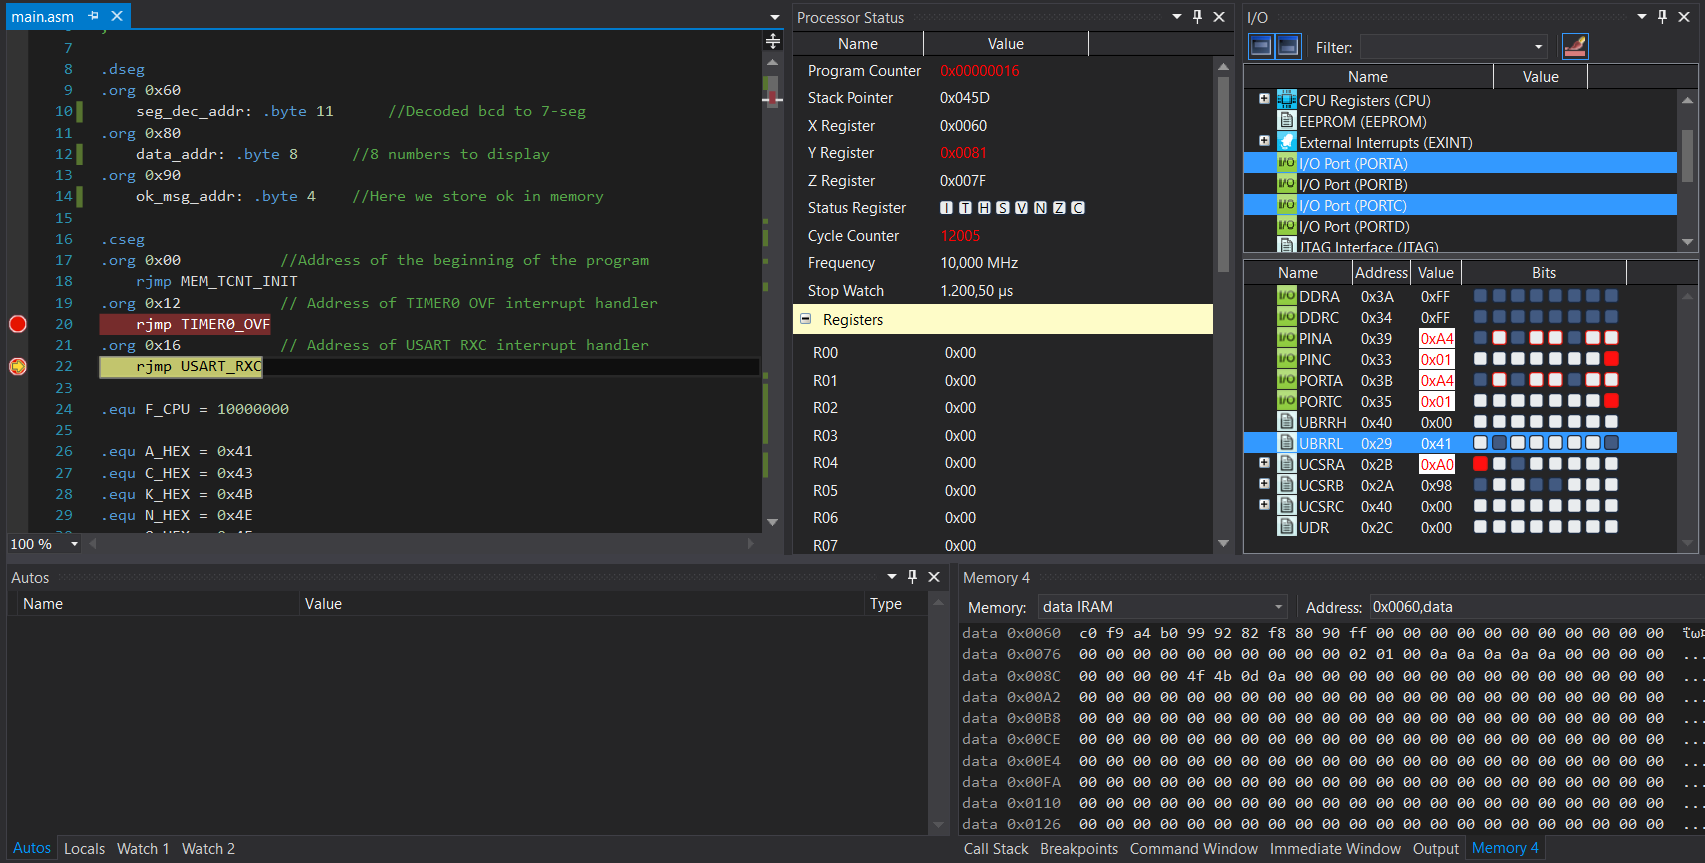 main.asm
7
8 .dseg
9 .org 0x60
10 seg_dec_addr: .byte 11 //Decoded bcd to 7-seg
11 .org 0x80
12 data_addr: .byte 8 //8 numbers to display
13 .org 0x90
14 ok_msg_addr: .byte 4 //Here we store ok in memory
15
16 .cseg
17 .org 0x00 //Address of the beginning of the program
18 rjmp MEM_TCNT_INIT
19 .org 0x12 // Address of TIMER0 OVF interrupt handler
20 rjmp TIMER0_OVF
21 .org 0x16 // Address of USART RXC interrupt handler
22 rjmp USART_RXC
23
24 .equ F_CPU = 10000000
25
26 .equ A_HEX = 0x41
27 .equ C_HEX = 0x43
28 .equ K_HEX = 0x4B
29 .equ N_HEX = 0x4E
100 %
Processor Status
Name Value
Program Counter 0x00000016
Stack Pointer 0x045D
X Register 0x0060
Y Register 0x0081
Z Register 0x007F
Status Register I T H S V N Z C
Cycle Counter 12005
Frequency 10,000 MHz
Stop Watch 1.200,50 µs
Registers
R00 0x00
R01 0x00
R02 0x00
R03 0x00
R04 0x00
R05 0x00
R06 0x00
R07 0x00
I/O
Filter:
Name Value
CPU Registers (CPU)
EEPROM (EEPROM)
External Interrupts (EXINT)
I/O I/O Port (PORTA)
I/O I/O Port (PORTB)
I/O I/O Port (PORTC)
I/O I/O Port (PORTD)
JTAG Interface (JTAG)
Name Address Value Bits
I/O DDRA 0x3A 0xFF
I/O DDRC 0x34 0xFF
I/O PINA 0x39 0xA4
I/O PINC 0x33 0x01
I/O PORTA 0x3B 0xA4
I/O PORTC 0x35 0x01
UBRRH 0x40 0x00
UBRRL 0x29 0x41
UCSRA 0x2B 0xA0
UCSRB 0x2A 0x98
UCSRC 0x40 0x00
UDR 0x2C 0x00
Autos
Name Value Type
Autos Locals Watch 1 Watch 2
Memory 4
Memory: data IRAM Address: 0x0060,data
data 0x0060 c0 f9 a4 b0 99 92 82 f8 80 90 ff 00 00 00 00 00 00 00 00 00 00 00
data 0x0076 00 00 00 00 00 00 00 00 00 00 02 01 00 0a 0a 0a 0a 0a 00 00 00 00
data 0x008C 00 00 00 00 4f 4b 0d 0a 00 00 00 00 00 00 00 00 00 00 00 00 00 00
data 0x00A2 00 00 00 00 00 00 00 00 00 00 00 00 00 00 00 00 00 00 00 00 00 00
data 0x00B8 00 00 00 00 00 00 00 00 00 00 00 00 00 00 00 00 00 00 00 00 00 00
data 0x00CE 00 00 00 00 00 00 00 00 00 00 00 00 00 00 00 00 00 00 00 00 00 00
data 0x00E4 00 00 00 00 00 00 00 00 00 00 00 00 00 00 00 00 00 00 00 00 00 00
data 0x00FA 00 00 00 00 00 00 00 00 00 00 00 00 00 00 00 00 00 00 00 00 00 00
data 0x0110 00 00 00 00 00 00 00 00 00 00 00 00 00 00 00 00 00 00 00 00 00 00
data 0x0126 00 00 00 00 00 00 00 00 00 00 00 00 00 00 00 00 00 00 00 00 00 00
Call Stack Breakpoints Command Window Immediate Window Output Memory 4